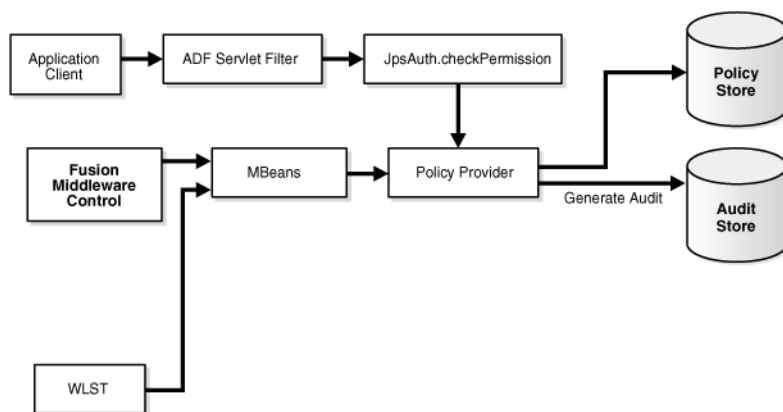 Application
Client
ADF Servlet Filter
JpsAuth.checkPermission
Policy
Store
Fusion
Middleware
Control
MBeans
Policy Provider
Generate Audit
Audit
Store
WLST